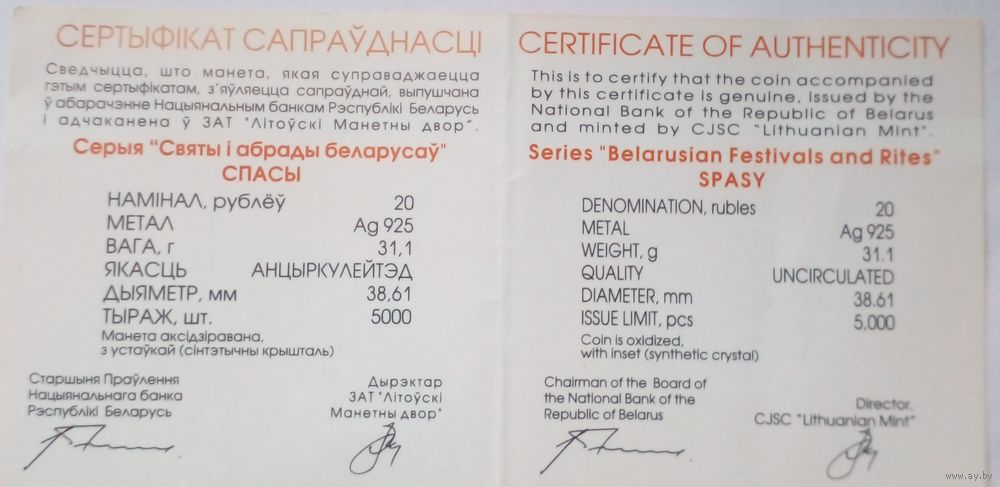 СЕРТЫФІКАТ САПРАЎДНАСЦІ
Сведчыцца, што манета, якая суправаджаецца
гэтым сертыфікатам, з'яўляецца сапраўднай, выпушчана
ў абарачэнне Нацыянальным банкам Рэспублікі Беларусь
і адчаканена ў ЗАТ "Літоўскі Манетны двор".
Серыя “Святы і абрады беларусаў”
СПАСЫ
НАМІНАЛ, рублёў 20
МЕТАЛ Ag 925
ВАГА, г 31,1
ЯКАСЦЬ АНЦЫРКУЛЕЙТЭД
ДЫЯМЕТР, мм 38,61
ТЫРАЖ, шт. 5000
Манета аксідзіравана,
з устаўкай (сінтэтычны крышталь)
Старшыня Праўлення
Нацыянальнага банка
Рэспублікі Беларусь
Дырэктар
ЗАТ "Літоўскі
Манетны двор"
CERTIFICATE OF AUTHENTICITY
This is to certify that the coin accompanied
by this certificate is genuine, issued by the
National Bank of the Republic of Belarus
and minted by CJSC “Lithuanian Mint”.
Series "Belarusian Festivals and Rites"
SPASY
DENOMINATION, rubles 20
METAL Ag 925
WEIGHT, g 31.1
QUALITY UNCIRCULATED
DIAMETER, mm 38.61
ISSUE LIMIT, pcs 5,000
Coin is oxidized,
with inset (synthetic crystal)
Chairman of the Board of
the National Bank of the
Republic of Belarus
Director,
CJSC “Lithuanian Mint”
www.ay.by